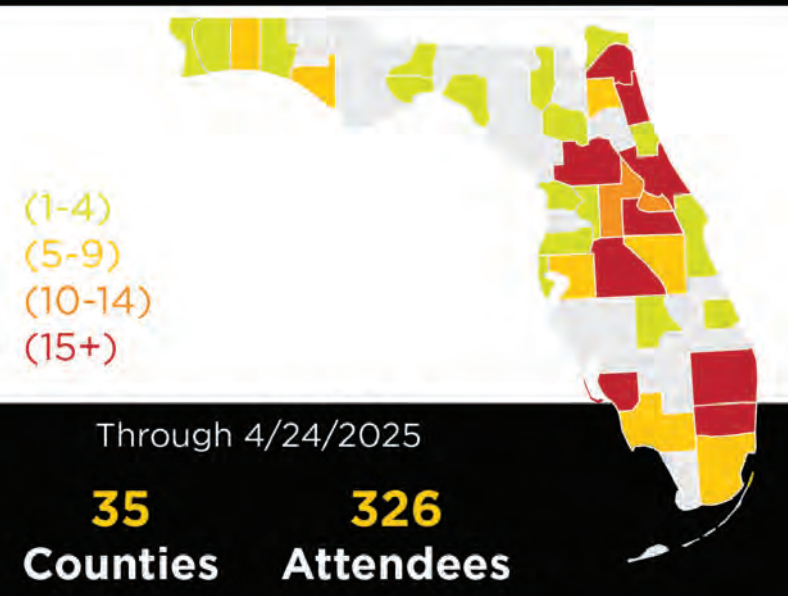 (1-4)
(5-9)
(10-14)
(15+)
Through 4/24/2025
35
Counties
326
Attendees